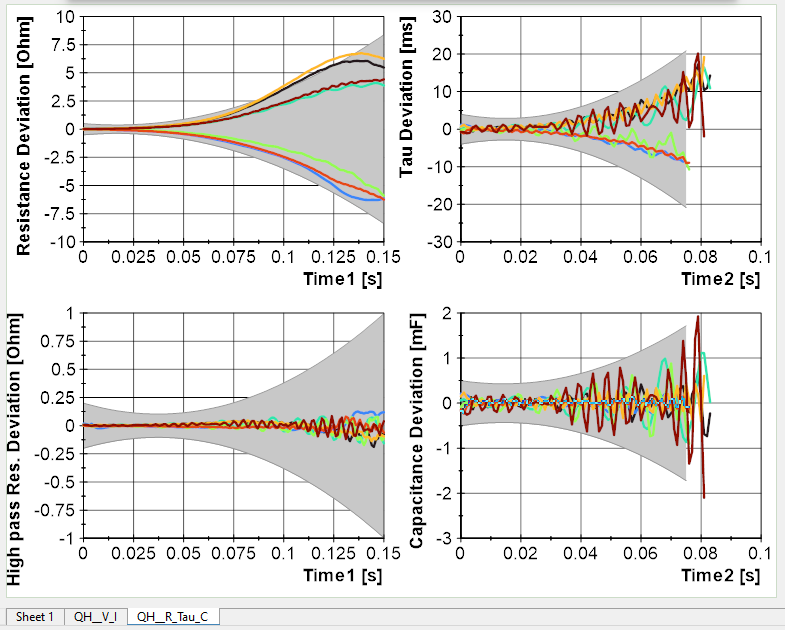 Resistance Deviation [Ohm]
10
7.5
5
2.5
0
-2.5
-5
-7.5
-10
0 0.025 0.05 0.075 0.1 0.125 0.15
Time1 [s]
Tau Deviation [ms]
30
20
10
0
-10
-20
-30
0 0.02 0.04 0.06 0.08 0.1
Time2 [s]
High pass Res. Deviation [Ohm]
1
0.75
0.5
0.25
0
-0.25
-0.5
-0.75
-1
0 0.025 0.05 0.075 0.1 0.125 0.15
Time1 [s]
Capacitance Deviation [mF]
2
1
0
-1
-2
-3
0 0.02 0.04 0.06 0.08 0.1
Time2 [s]
Sheet 1 QH__V_I QH__R_Tau_C